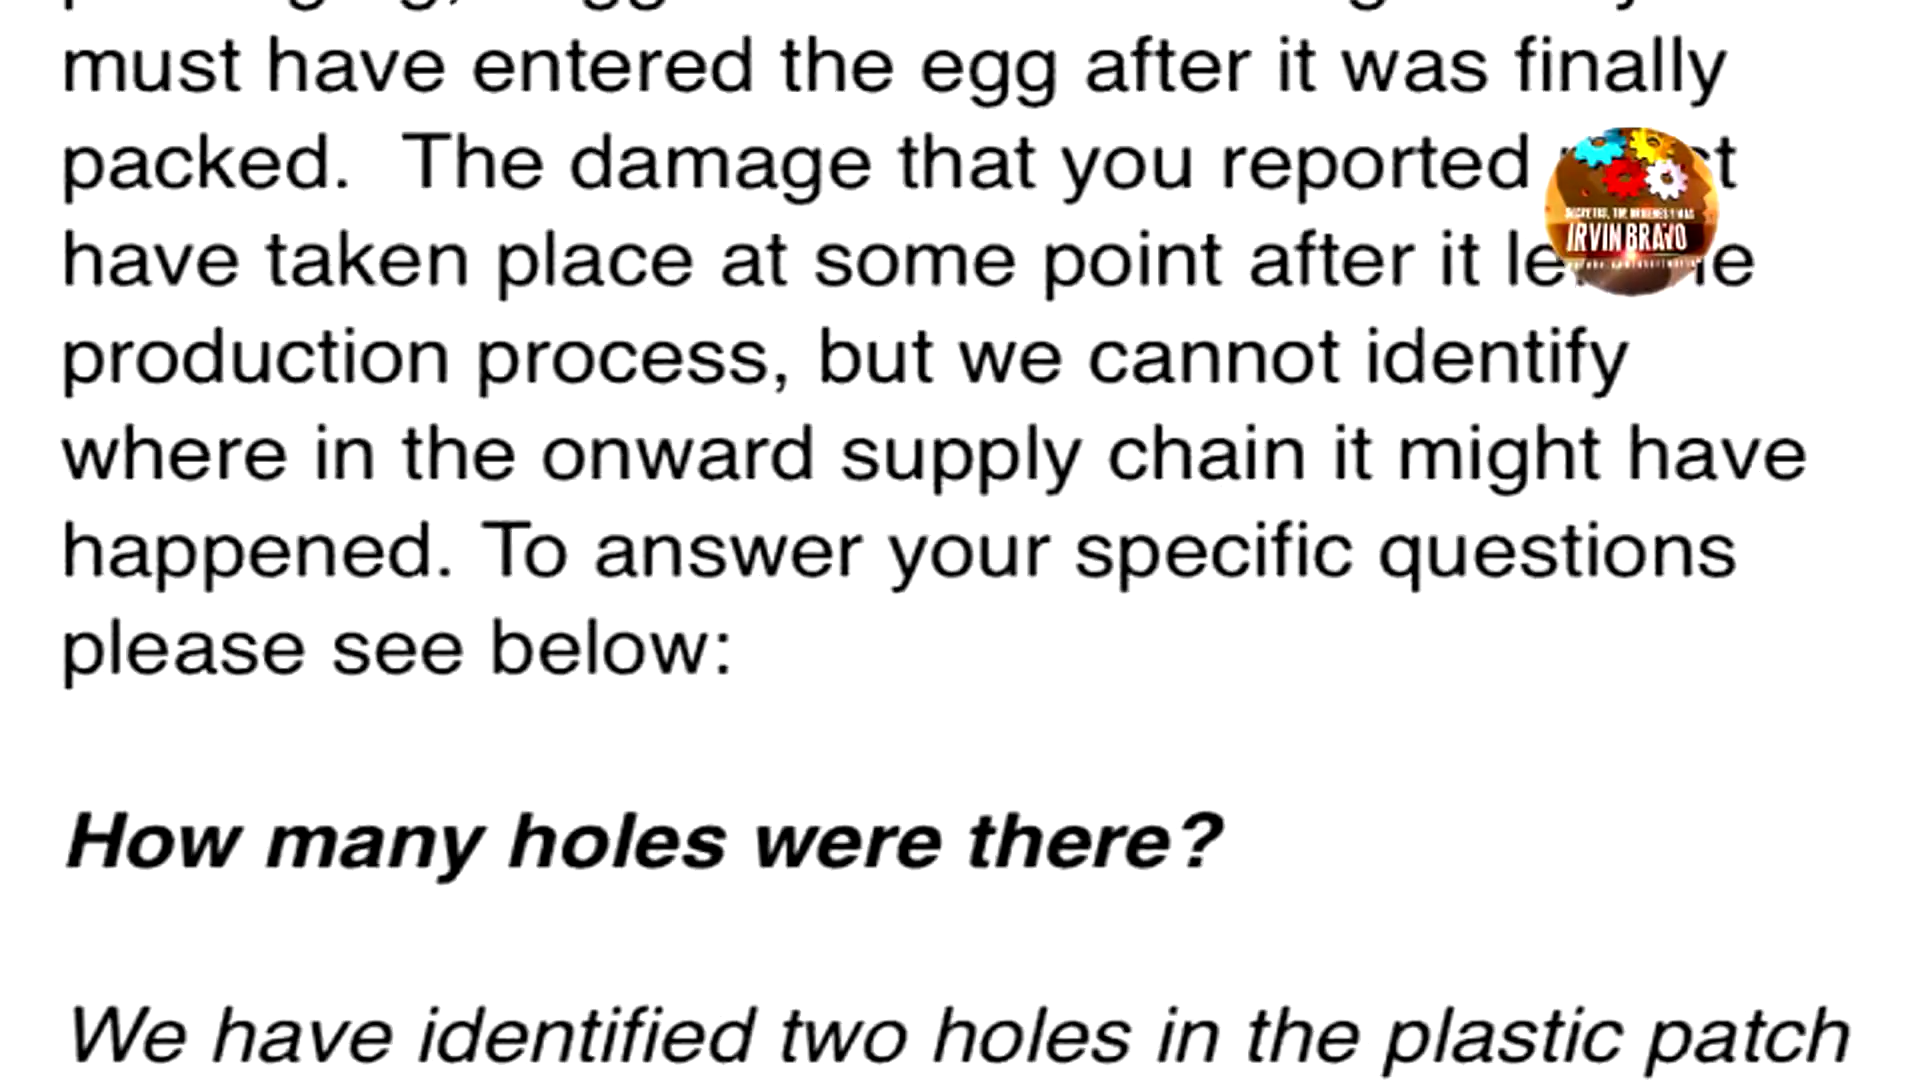 must have entered the egg after it was finally
packed. The damage that you reported
have taken place at some point after it
production process, but we cannot identify
where in the onward supply chain it might have
happened. To answer your specific questions
please see below:
How many holes were there?
We have identified two holes in the plastic patch
IRVIN BRAVO